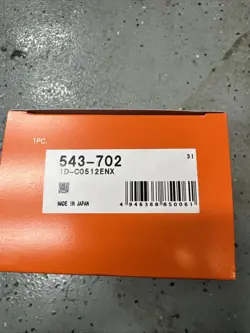 1PC.
543-702
31
ID-C0512ENX
MADE IN JAPAN
4 946368 850061